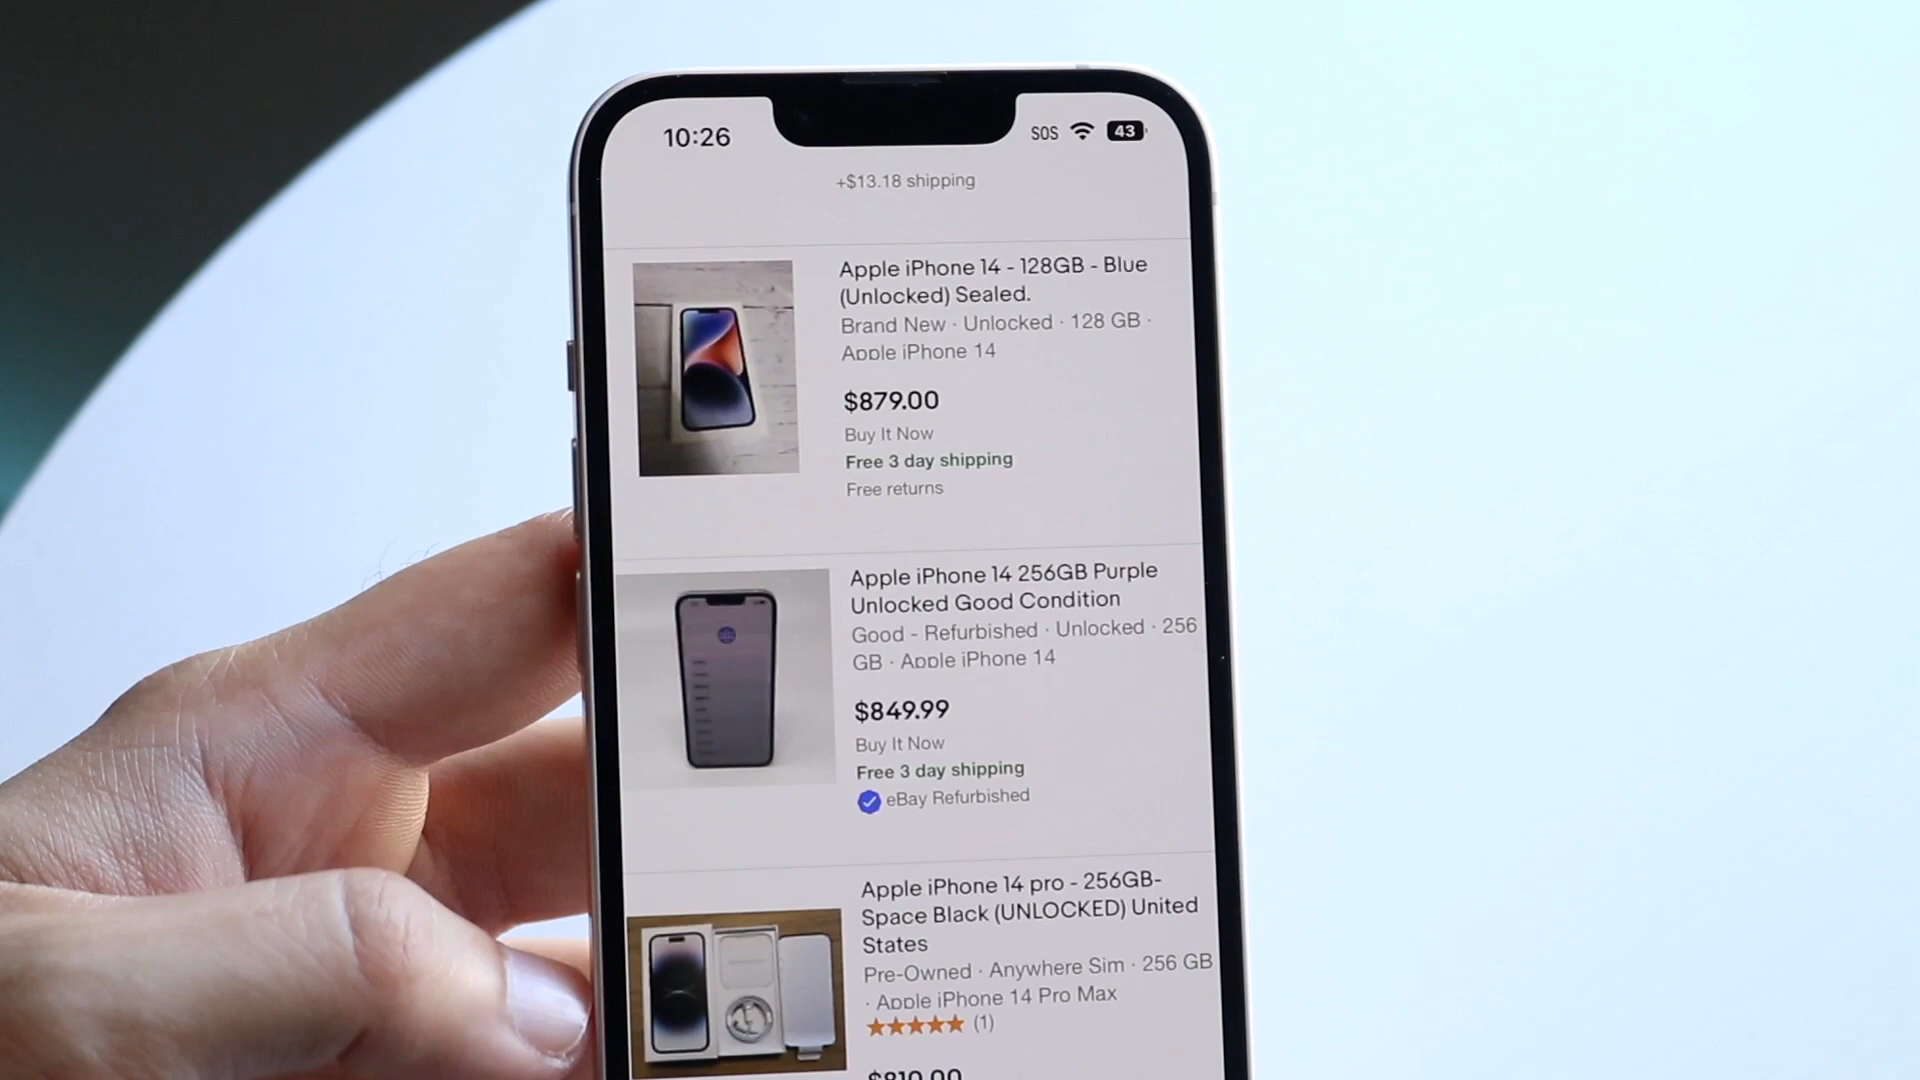 10:26
SOS
43
+$13.18 shipping
Apple iPhone 14 - 128GB - Blue
(Unlocked) Sealed.
Brand New · Unlocked · 128 GB ·
Apple iPhone 14
$879.00
Buy It Now
Free 3 day shipping
Free returns
Apple iPhone 14 256GB Purple
Unlocked Good Condition
Good - Refurbished · Unlocked · 256
GB · Apple iPhone 14
$849.99
Buy It Now
Free 3 day shipping
eBay Refurbished
Apple iPhone 14 pro - 256GB-
Space Black (UNLOCKED) United
States
Pre-Owned · Anywhere Sim · 256 GB
· Apple iPhone 14 Pro Max
(1)
$810.00